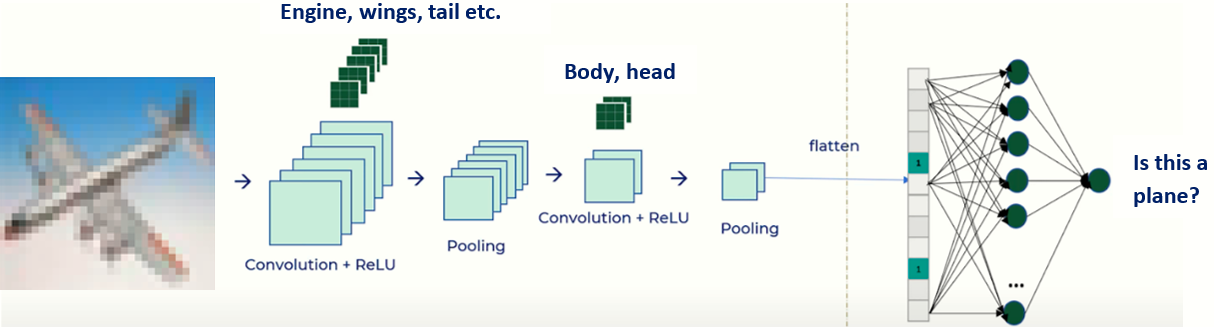 Engine, wings, tail etc.
Body, head
Convolution + ReLU
Pooling
Convolution + ReLU
Pooling
flatten
1
1
...
Is this a
plane?